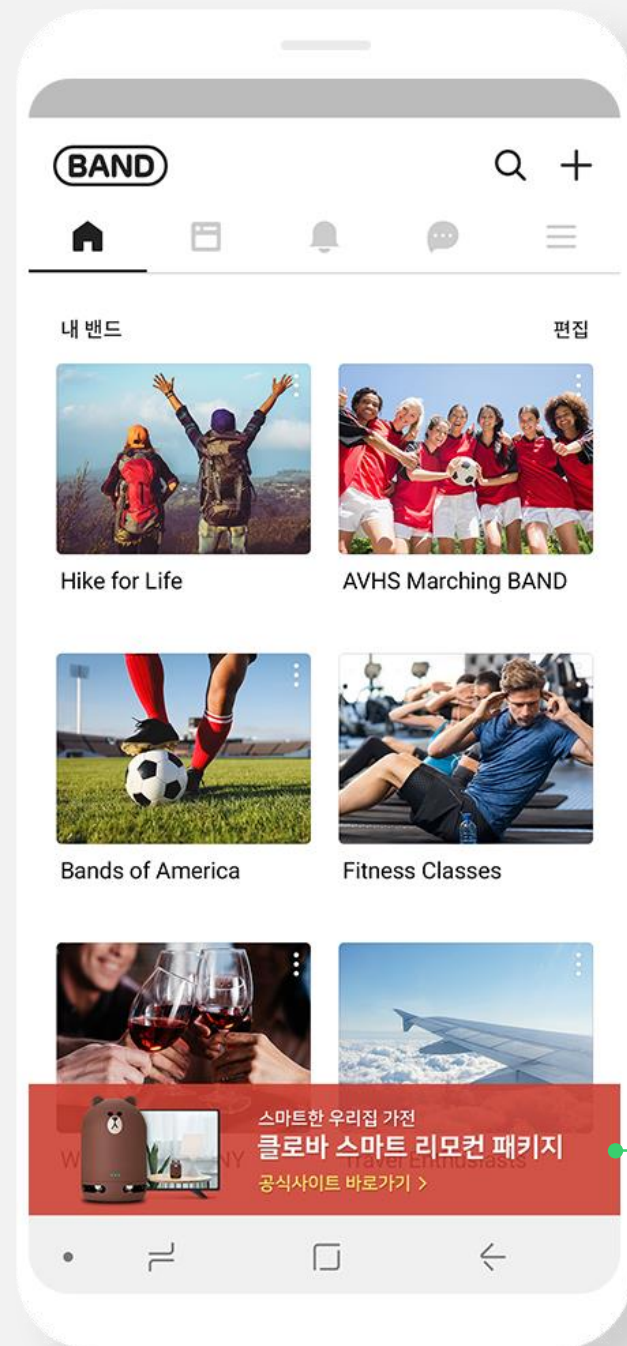 BAND
내 밴드
편집
Hike for Life
AVHS Marching BAND
Bands of America
Fitness Classes
스마트한 우리집 가전
클로바 스마트 리모컨 패키지
Travel Enthusiasts
공식사이트 바로가기 >